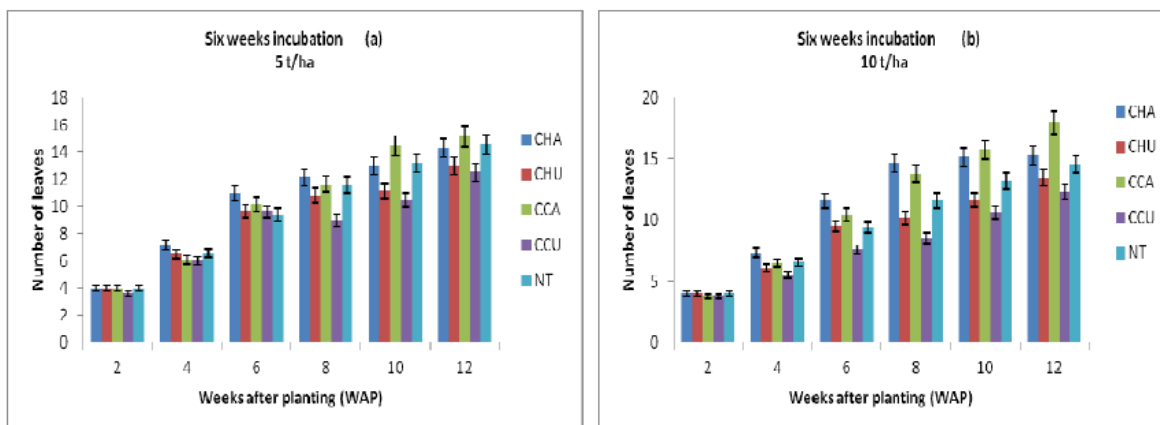 Six weeks incubation (a)
5 t/ha
Number of leaves
18
16
14
12
10
8
6
4
2
0
2 4 6 8 10 12
Weeks after planting (WAP)
CHA
CHU
CCA
CCU
NT
Six weeks incubation (b)
10 t/ha
Number of leaves
20
15
10
5
0
2 4 6 8 10 12
Weeks after planting (WAP)
CHA
CHU
CCA
CCU
NT